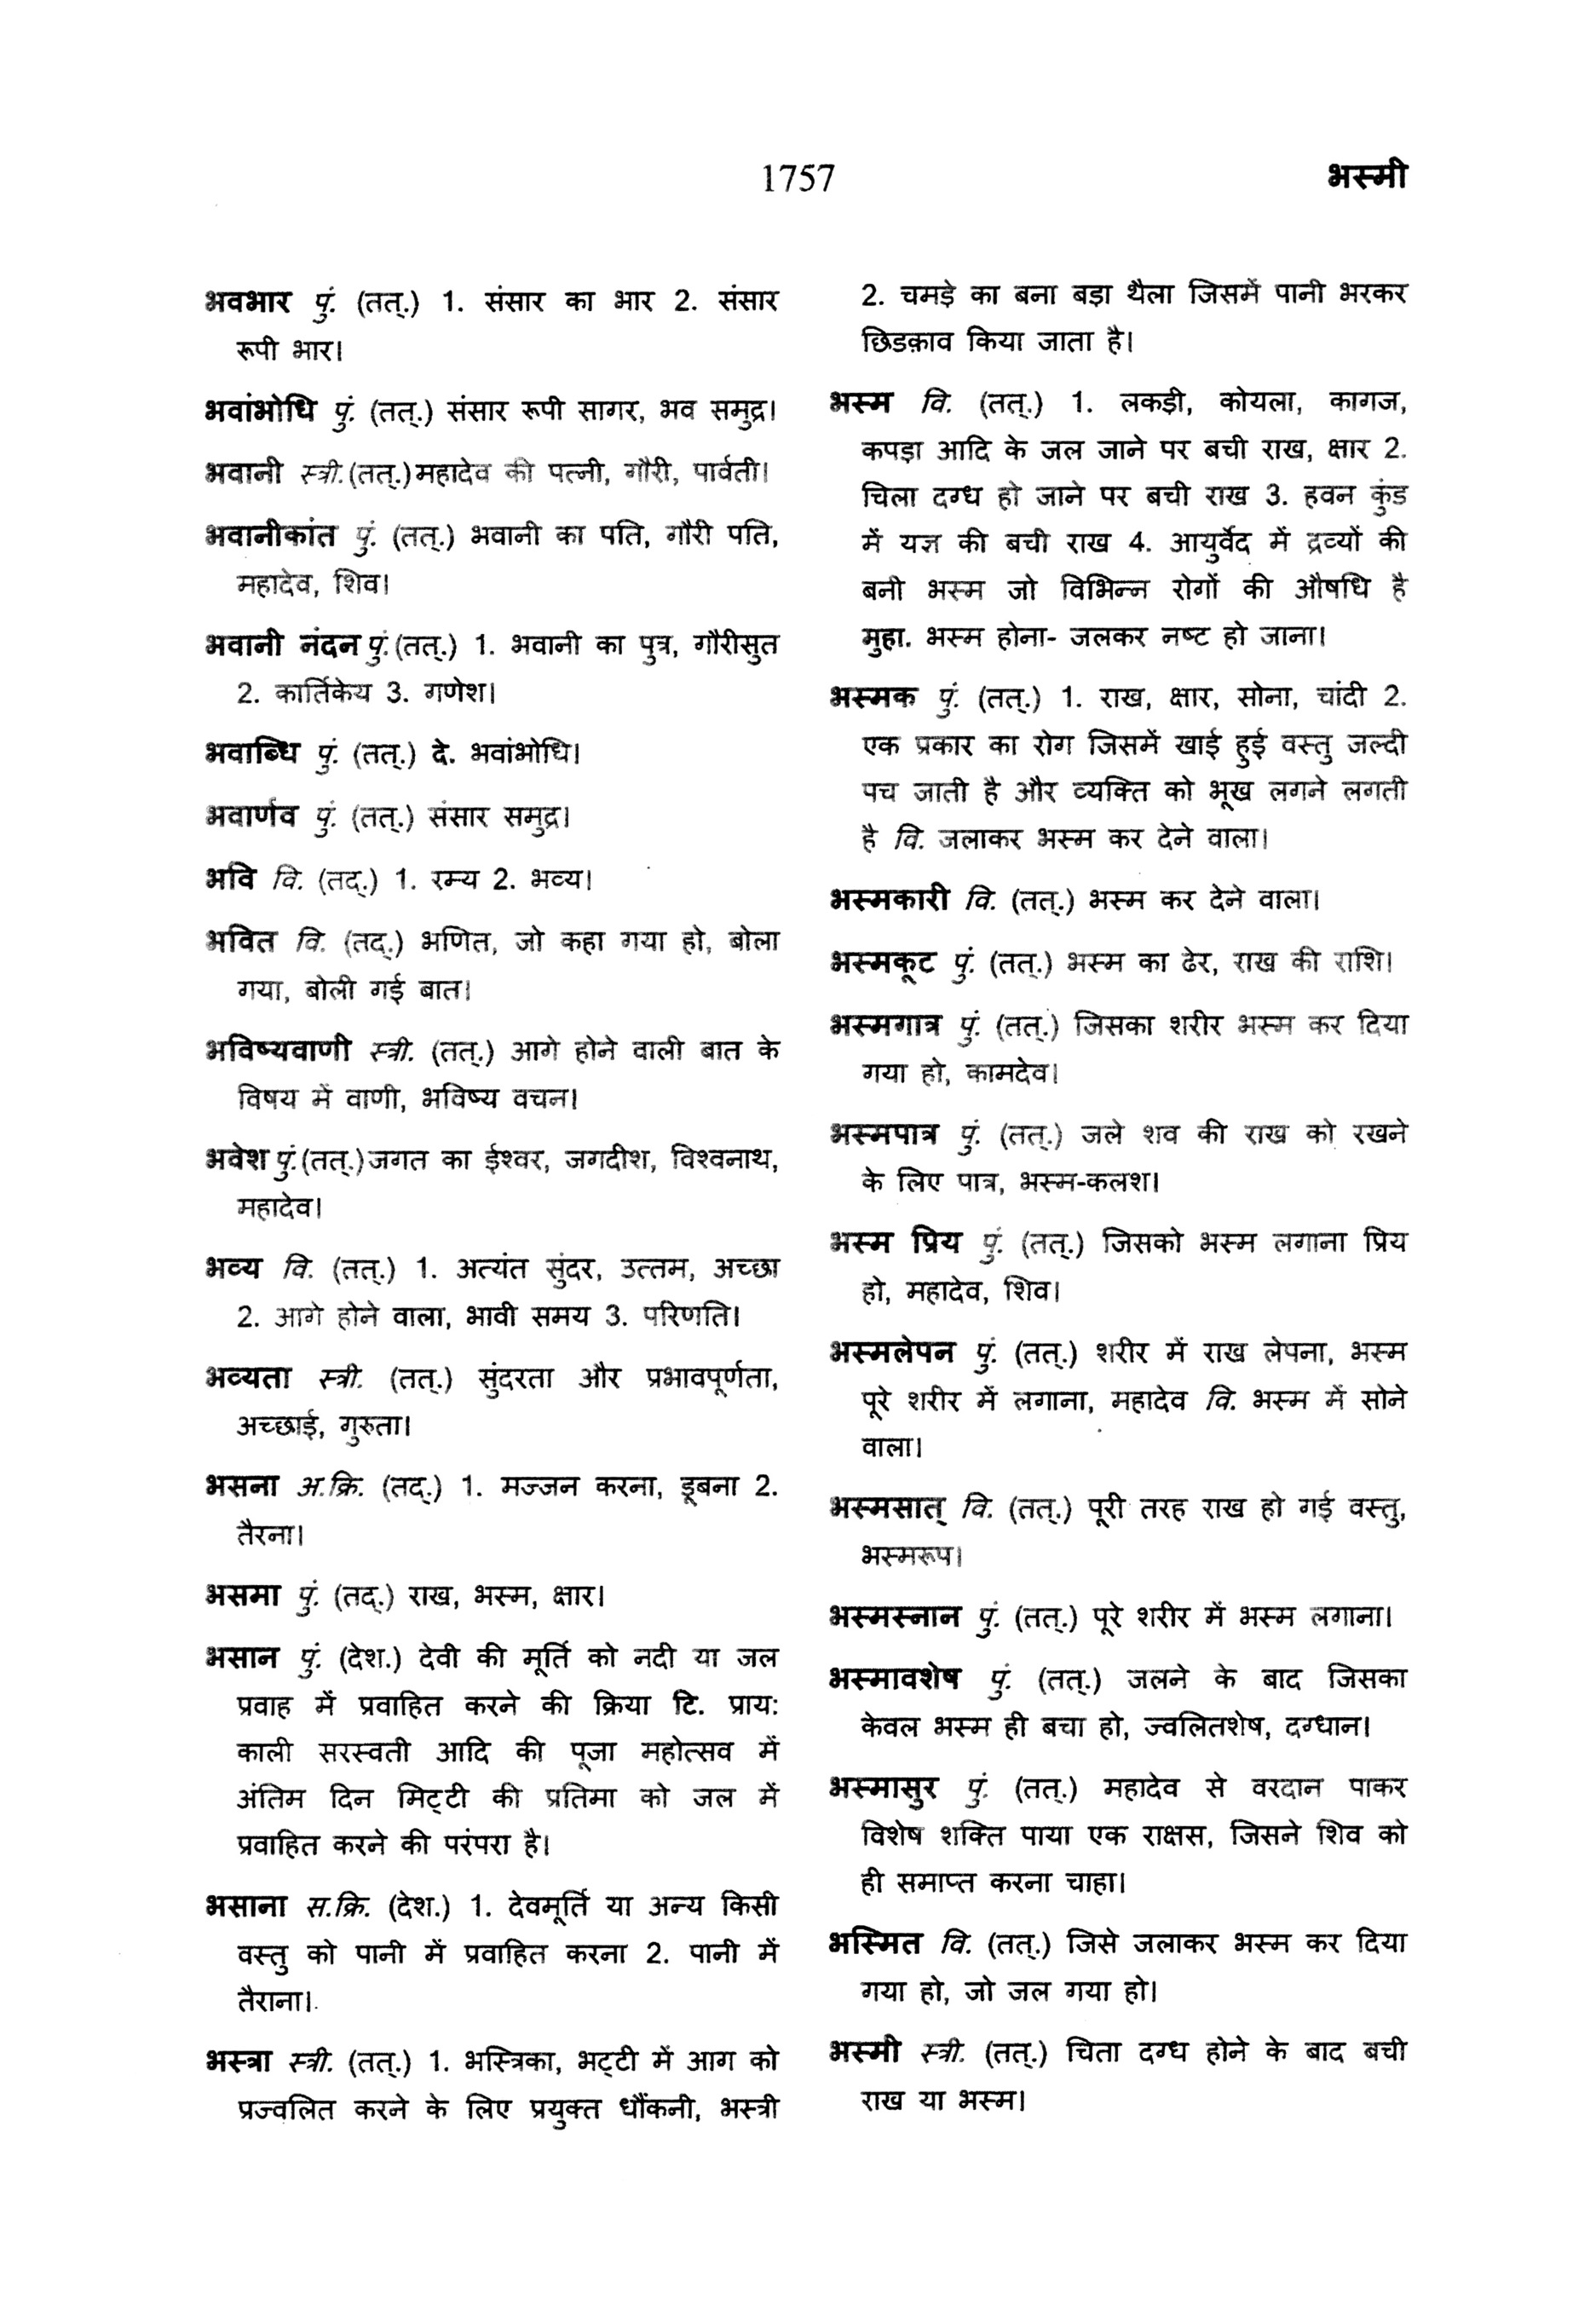 1757
भस्मी
भवभार पुं. (तत्.) 1. संसार का भार 2. संसार
रूपी भार।
भवांभोधि पुं. (तत्.) संसार रूपी सागर, भव समुद्र।
भवानी स्त्री.(तत्.)महादेव की पत्नी, गौरी, पार्वती।
भवानीकांत पुं. (तत्.) भवानी का पति, गौरी पति,
महादेव, शिव।
भवानी नंदन पुं.(तत्.) 1. भवानी का पुत्र, गौरीसुत
2. कार्तिकेय 3. गणेश।
भवाब्धि पुं. (तत्.) दे. भवांभोधि।
भवार्णव पुं. (तत्.) संसार समुद्र।
भवि वि. (तद्.) 1. रम्य 2. भव्य।
भवित वि. (तद्.) भणित, जो कहा गया हो, बोला
गया, बोली गई बात।
भविष्यवाणी स्त्री. (तत्.) आगे होने वाली बात के
विषय में वाणी, भविष्य वचन।
भवेश पुं.(तत्.)जगत का ईश्वर, जगदीश, विश्वनाथ,
महादेव।
भव्य वि. (तत्.) 1. अत्यंत सुंदर, उत्तम, अच्छा
2. आगे होने वाला, भावी समय 3. परिणति।
भव्यता स्त्री. (तत्.) सुंदरता और प्रभावपूर्णता,
अच्छाई, गुरुता।
भसना अ.क्रि. (तद्.) 1. मज्जन करना, डूबना 2.
तैरना।
भसमा पुं. (तद्.) राख, भस्म, क्षार।
भसान पुं. (देश.) देवी की मूर्ति को नदी या जल
प्रवाह में प्रवाहित करने की क्रिया टि. प्राय:
काली सरस्वती आदि की पूजा महोत्सव में
अंतिम दिन मिट्टी की प्रतिमा को जल में
प्रवाहित करने की परंपरा है।
भसाना स.क्रि. (देश.) 1. देवमूर्ति या अन्य किसी
वस्तु को पानी में प्रवाहित करना 2. पानी में
तैराना।
भस्त्रा स्त्री. (तत्.) 1. भस्त्रिका, भट्टी में आग को
प्रज्वलित करने के लिए प्रयुक्त धौंकनी, भस्त्री
2. चमड़े का बना बड़ा थैला जिसमें पानी भरकर
छिडक़ाव किया जाता है।
भस्म वि. (तत्.) 1. लकड़ी, कोयला, कागज,
कपड़ा आदि के जल जाने पर बची राख, क्षार 2.
चिला दग्ध हो जाने पर बची राख 3. हवन कुंड
में यज्ञ की बची राख 4. आयुर्वेद में द्रव्यों की
बनी भस्म जो विभिन्न रोगों की औषधि है
मुहा. भस्म होना- जलकर नष्ट हो जाना।
भस्मक पुं. (तत्.) 1. राख, क्षार, सोना, चांदी 2.
एक प्रकार का रोग जिसमें खाई हुई वस्तु जल्दी
पच जाती है और व्यक्ति को भूख लगने लगती
है वि. जलाकर भस्म कर देने वाला।
भस्मकारी वि. (तत्.) भस्म कर देने वाला।
भस्मकूट पुं. (तत्.) भस्म का ढेर, राख की राशि।
भस्मगात्र पुं. (तत्.) जिसका शरीर भस्म कर दिया
गया हो, कामदेव।
भस्मपात्र पुं. (तत्.) जले शव की राख को रखने
के लिए पात्र, भस्म-कलश।
भस्म प्रिय पुं. (तत्.) जिसको भस्म लगाना प्रिय
हो, महादेव, शिव।
भस्मलेपन पुं. (तत्.) शरीर में राख लेपना, भस्म
पूरे शरीर में लगाना, महादेव वि. भस्म में सोने
वाला।
भस्मसात् वि. (तत्.) पूरी तरह राख हो गई वस्तु,
भस्मरूप।
भस्मस्नान पुं. (तत्.) पूरे शरीर में भस्म लगाना।
भस्मावशेष पुं. (तत्.) जलने के बाद जिसका
केवल भस्म ही बचा हो, ज्वलितशेष, दग्धान।
भस्मासुर पुं. (तत्.) महादेव से वरदान पाकर
विशेष शक्ति पाया एक राक्षस, जिसने शिव को
ही समाप्त करना चाहा।
भस्मित वि. (तत्.) जिसे जलाकर भस्म कर दिया
गया हो, जो जल गया हो।
भस्मी स्त्री. (तत्.) चिता दग्ध होने के बाद बची
राख या भस्म।